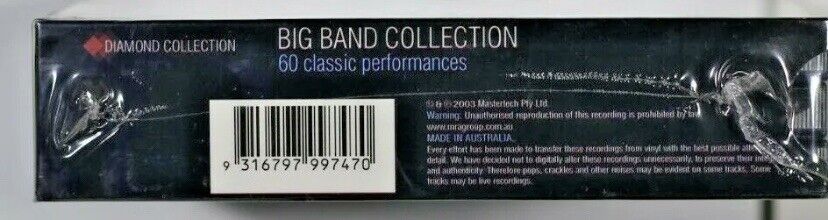 DIAMOND COLLECTION
BIG BAND COLLECTION
60 classic performances
9 316797 997470
© & ℗ 2003 Mastertech Pty Ltd.
Warning: Unauthorised reproduction of this recording is prohibited by law
www.mragroup.com.au
MADE IN AUSTRALIA.
Every effort has been made to transfer these recordings from vinyl with the best possible
detail. We have decided not to digitally alter these recordings unnecessarily, to preserve their
and authenticity. Therefore pops, crackles and other noises may be evident on some tracks. Some
tracks may be live recordings.